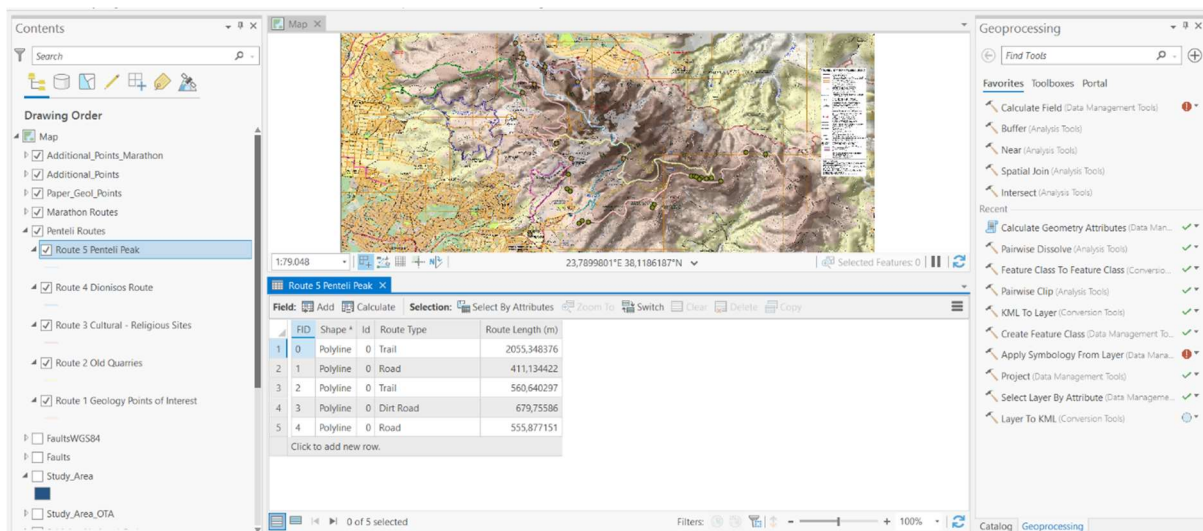 Contents
Search
Drawing Order
Map
Additional_Points_Marathon
Additional_Points
Paper_Geol_Points
Marathon Routes
Penteli Routes
Route 5 Penteli Peak
Route 4 Dionisos Route
Route 3 Cultural - Religious Sites
Route 2 Old Quarries
Route 1 Geology Points of Interest
FaultsWGS84
Faults
Study_Area
Study_Area_OTA
Map
1:79.048
23,7899801°E 38,1186187°N
Selected Features: 0
Route 5 Penteli Peak
Field: Add Calculate Selection: Select By Attributes Zoom To Switch Clear Delete Copy
FID Shape * Id Route Type Route Length (m)
1 0 Polyline 0 Trail 2055,348376
2 1 Polyline 0 Road 411,134422
3 2 Polyline 0 Trail 560,640297
4 3 Polyline 0 Dirt Road 679,75586
5 4 Polyline 0 Road 555,877151
Click to add new row.
0 of 5 selected
Filters:
- + 100%
Geoprocessing
Find Tools
Favorites Toolboxes Portal
Calculate Field (Data Management Tools)
Buffer (Analysis Tools)
Near (Analysis Tools)
Spatial Join (Analysis Tools)
Intersect (Analysis Tools)
Recent
Calculate Geometry Attributes (Data Man...
Pairwise Dissolve (Analysis Tools)
Feature Class To Feature Class (Conversio...
Pairwise Clip (Analysis Tools)
KML To Layer (Conversion Tools)
Create Feature Class (Data Management To...
Apply Symbology From Layer (Data Mana...
Project (Data Management Tools)
Select Layer By Attribute (Data Manageme...
Layer To KML (Conversion Tools)
Catalog Geoprocessing